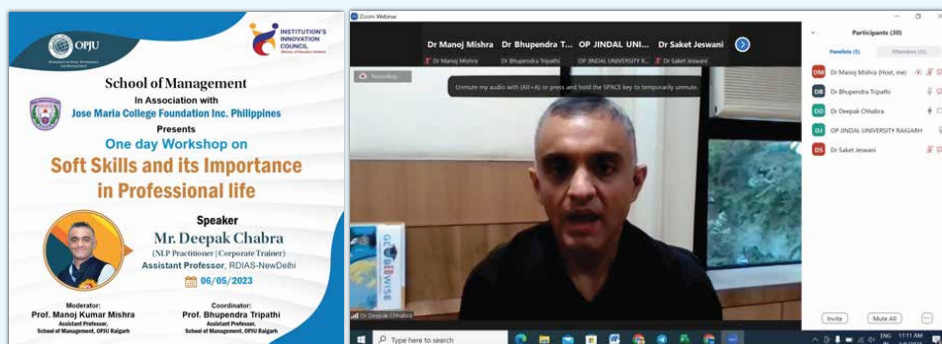 OPJU
INSTITUTION'S
INNOVATION
COUNCIL
School of Management
In Association with
Jose Maria College Foundation Inc. Philippines
Presents
One day Workshop on
Soft Skills and its Importance
in Professional life
Speaker
Mr. Deepak Chabra
(NLP Practitioner | Corporate Trainer)
Assistant Professor, RDIAS-NewDelhi
06/05/2023
Moderator:
Prof. Manoj Kumar Mishra
Assistant Professor,
School of Management, OPJU Raigarh
Coordinator:
Prof. Bhupendra Tripathi
Assistant Professor,
School of Management, OPJU Raigarh
Zoom Webinar
Dr Manoj Mishra
Dr Bhupendra T...
OP JINDAL UNI...
Dr Saket Jeswani
Dr Manoj Mishra
Dr Bhupendra Tripathi
OP JINDAL UNIVERSITY R...
Dr Saket Jeswani
Recording...
Unmute my audio with (Alt+A) or press and hold the SPACE key to temporarily unmute.
Dr Deepak Chhabra
Participants (30)
Panelists (5)
DM Dr Manoj Mishra (Host, me)
DB Dr Bhupendra Tripathi
Dr Deepak Chhabra
OJ OP JINDAL UNIVERSITY RAIGARH
DS Dr Saket Jeswani
Invite
Mute All
Type here to search
ENG
11:11 AM